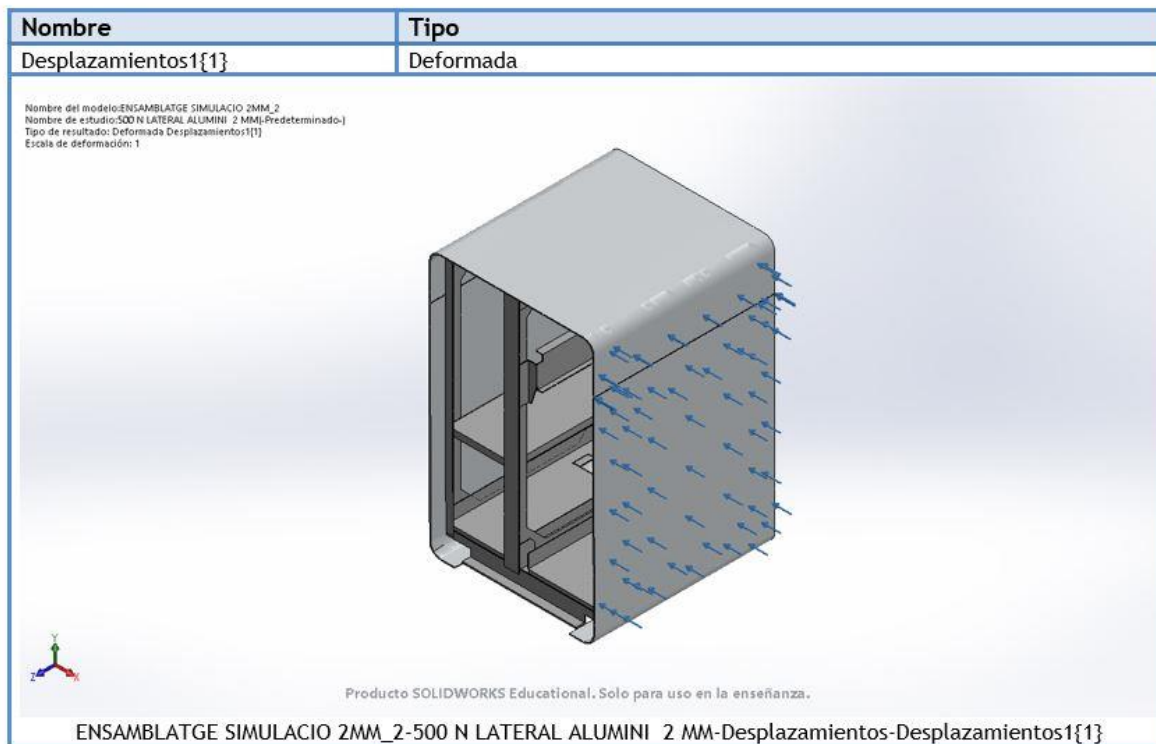 Nombre Tipo
Desplazamientos1{1} Deformada
Nombre del modelo:ENSAMBLATGE SIMULACIO 2MM_2
Nombre de estudio:500 N LATERAL ALUMINI 2 MM(-Predeterminado-)
Tipo de resultado: Deformada Desplazamientos1{1}
Escala de deformación: 1
Y
Z X
Producto SOLIDWORKS Educational. Solo para uso en la enseñanza.
ENSAMBLATGE SIMULACIO 2MM_2-500 N LATERAL ALUMINI 2 MM-Desplazamientos-Desplazamientos1{1}